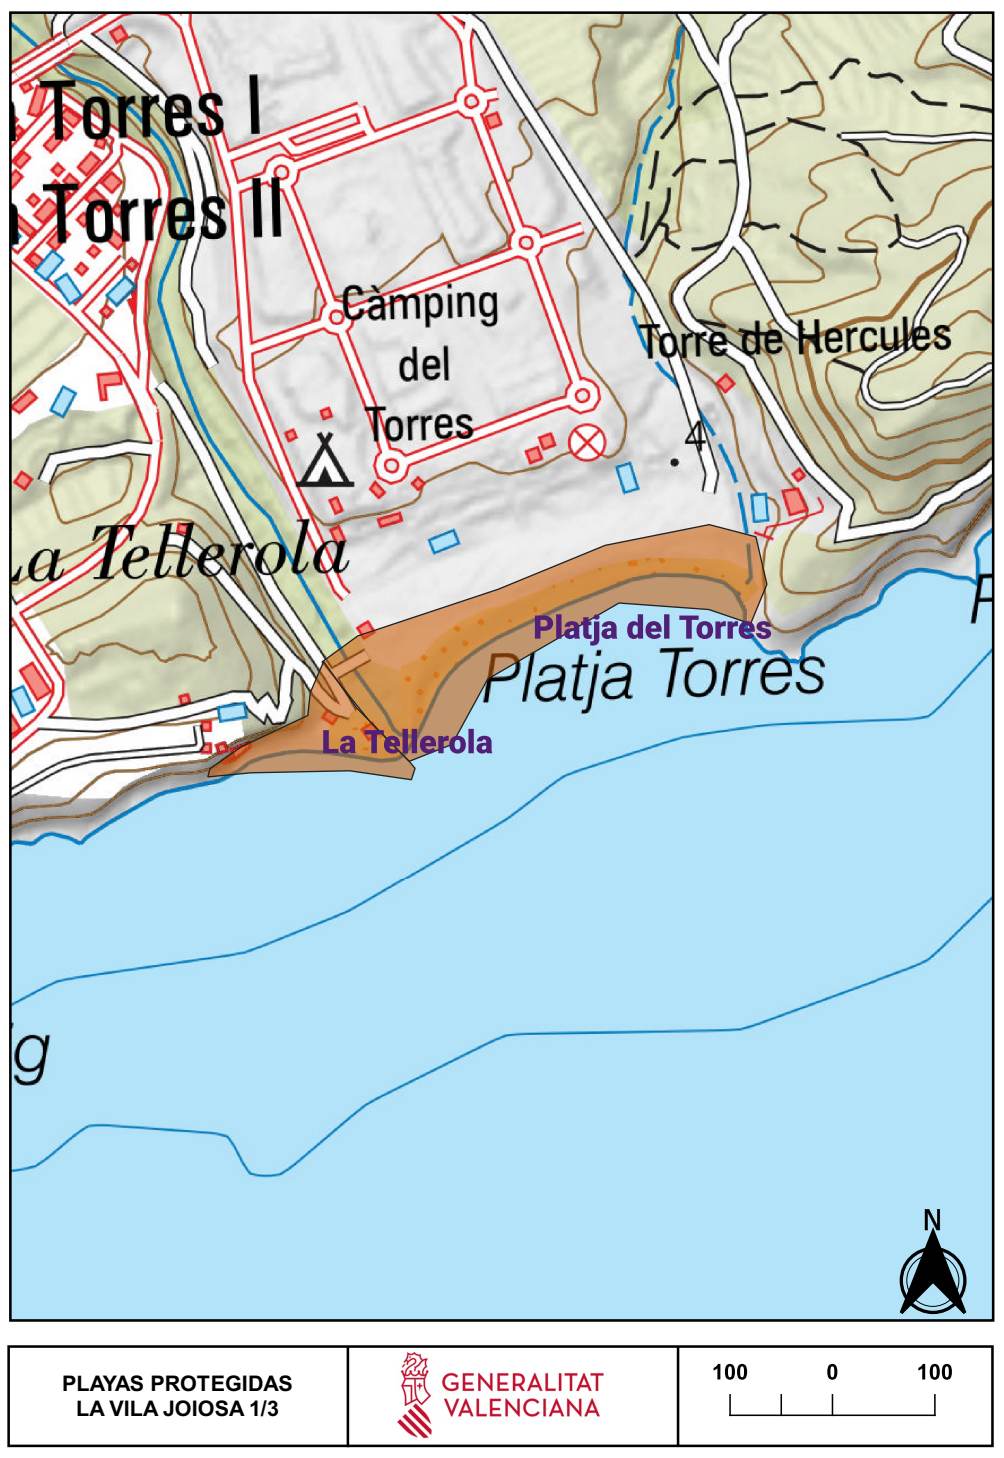 Torres I
Torres II
Càmping
del
Torres
Torre de Hercules
4
La Tellerola
Platja del Torres
Platja Torres
La Tellerola
ig
N
PLAYAS PROTEGIDAS
LA VILA JOIOSA 1/3
GENERALITAT
VALENCIANA
100 0 100